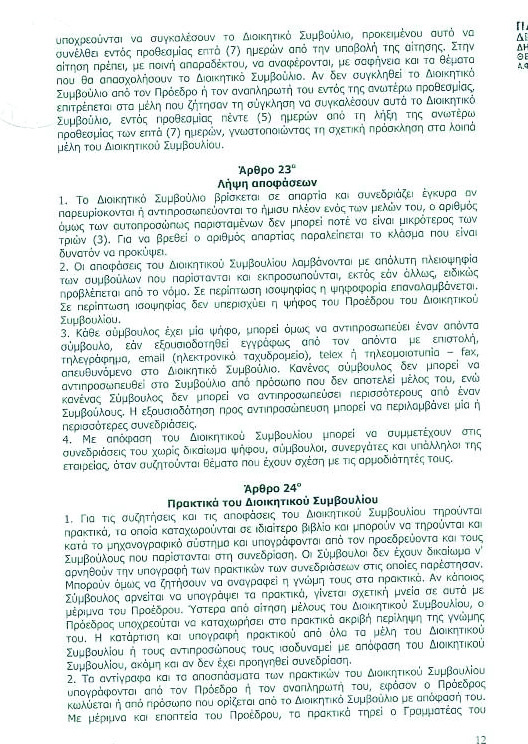 υποχρεούνται να συγκαλέσουν το Διοικητικό Συμβούλιο, προκειμένου αυτό να
συνέλθει εντός προθεσμίας επτά (7) ημερών από την υποβολή της αίτησης. Στην
αίτηση πρέπει, με ποινή απαραδέκτου, να αναφέρονται, με σαφήνεια και τα θέματα
που θα απασχολήσουν το Διοικητικό Συμβούλιο. Αν δεν συγκληθεί το Διοικητικό
Συμβούλιο από τον Πρόεδρο ή τον αναπληρωτή του εντός της ανωτέρω προθεσμίας,
επιτρέπεται στα μέλη που ζήτησαν τη σύγκληση να συγκαλέσουν αυτά το Διοικητικό
Συμβούλιο, εντός προθεσμίας πέντε (5) ημερών από τη λήξη της ανωτέρω
προθεσμίας των επτά (7) ημερών, γνωστοποιώντας τη σχετική πρόσκληση στα λοιπά
μέλη του Διοικητικού Συμβουλίου.
Άρθρο 23ο
Λήψη αποφάσεων
1. Το Διοικητικό Συμβούλιο βρίσκεται σε απαρτία και συνεδριάζει έγκυρα αν
παρευρίσκονται ή αντιπροσωπεύονται το ήμισυ πλέον ενός των μελών του, ο αριθμός
όμως των αυτοπροσώπως παρισταμένων δεν μπορεί ποτέ να είναι μικρότερος των
τριών (3). Για να βρεθεί ο αριθμός απαρτίας παραλείπεται το κλάσμα που είναι
δυνατόν να προκύψει.
2. Οι αποφάσεις του Διοικητικού Συμβουλίου λαμβάνονται με απόλυτη πλειοψηφία
των συμβούλων που παρίστανται και εκπροσωπούνται, εκτός εάν άλλως, ειδικώς
προβλέπεται από το νόμο. Σε περίπτωση ισοψηφίας η ψηφοφορία επαναλαμβάνεται.
Σε περίπτωση ισοψηφίας δεν υπερισχύει η ψήφος του Προέδρου του Διοικητικού
Συμβουλίου.
3. Κάθε σύμβουλος έχει μία ψήφο, μπορεί όμως να αντιπροσωπεύει έναν απόντα
σύμβουλο, εάν εξουσιοδοτηθεί εγγράφως από τον απόντα με επιστολή,
τηλεγράφημα, email (ηλεκτρονικό ταχυδρομείο), telex ή τηλεομοιοτυπία – fax,
απευθυνόμενο στο Διοικητικό Συμβούλιο. Κανένας σύμβουλος δεν μπορεί να
αντιπροσωπευθεί στο Συμβούλιο από πρόσωπο που δεν αποτελεί μέλος του, ενώ
κανένας Σύμβουλος δεν μπορεί να αντιπροσωπεύσει περισσότερους από έναν
Συμβούλους. Η εξουσιοδότηση προς αντιπροσώπευση μπορεί να περιλαμβάνει μία ή
περισσότερες συνεδριάσεις.
4. Με απόφαση του Διοικητικού Συμβουλίου μπορεί να συμμετέχουν στις
συνεδριάσεις του χωρίς δικαίωμα ψήφου, σύμβουλοι, συνεργάτες και υπάλληλοι της
εταιρείας, όταν συζητούνται θέματα που έχουν σχέση με τις αρμοδιότητές τους.
Άρθρο 24ο
Πρακτικά του Διοικητικού Συμβουλίου
1. Για τις συζητήσεις και τις αποφάσεις του Διοικητικού Συμβουλίου τηρούνται
πρακτικά, τα οποία καταχωρούνται σε ιδιαίτερο βιβλίο και μπορούν να τηρούνται και
κατά το μηχανογραφικό σύστημα και υπογράφονται από τον προεδρεύοντα και τους
Συμβούλους που παρίστανται στη συνεδρίαση. Οι Σύμβουλοι δεν έχουν δικαίωμα ν'
αρνηθούν την υπογραφή των πρακτικών των συνεδριάσεων στις οποίες παρέστησαν.
Μπορούν όμως να ζητήσουν να αναγραφεί η γνώμη τους στα πρακτικά. Αν κάποιος
Σύμβουλος αρνείται να υπογράψει τα πρακτικά, γίνεται σχετική μνεία σε αυτά με
μέριμνα του Προέδρου. Ύστερα από αίτηση μέλους του Διοικητικού Συμβουλίου, ο
Πρόεδρος υποχρεούται να καταχωρήσει στα πρακτικά ακριβή περίληψη της γνώμης
του. Η κατάρτιση και υπογραφή πρακτικού από όλα τα μέλη του Διοικητικού
Συμβουλίου ή τους αντιπροσώπους τους ισοδυναμεί με απόφαση του Διοικητικού
Συμβουλίου, ακόμη και αν δεν έχει προηγηθεί συνεδρίαση.
2. Τα αντίγραφα και τα αποσπάσματα των πρακτικών του Διοικητικού Συμβουλίου
υπογράφονται από τον Πρόεδρο ή τον αναπληρωτή του, εφόσον ο Πρόεδρος
κωλύεται ή από πρόσωπο που ορίζεται από το Διοικητικό Συμβούλιο με απόφασή του.
Με μέριμνα και εποπτεία του Προέδρου, τα πρακτικά τηρεί ο Γραμματέας του
12